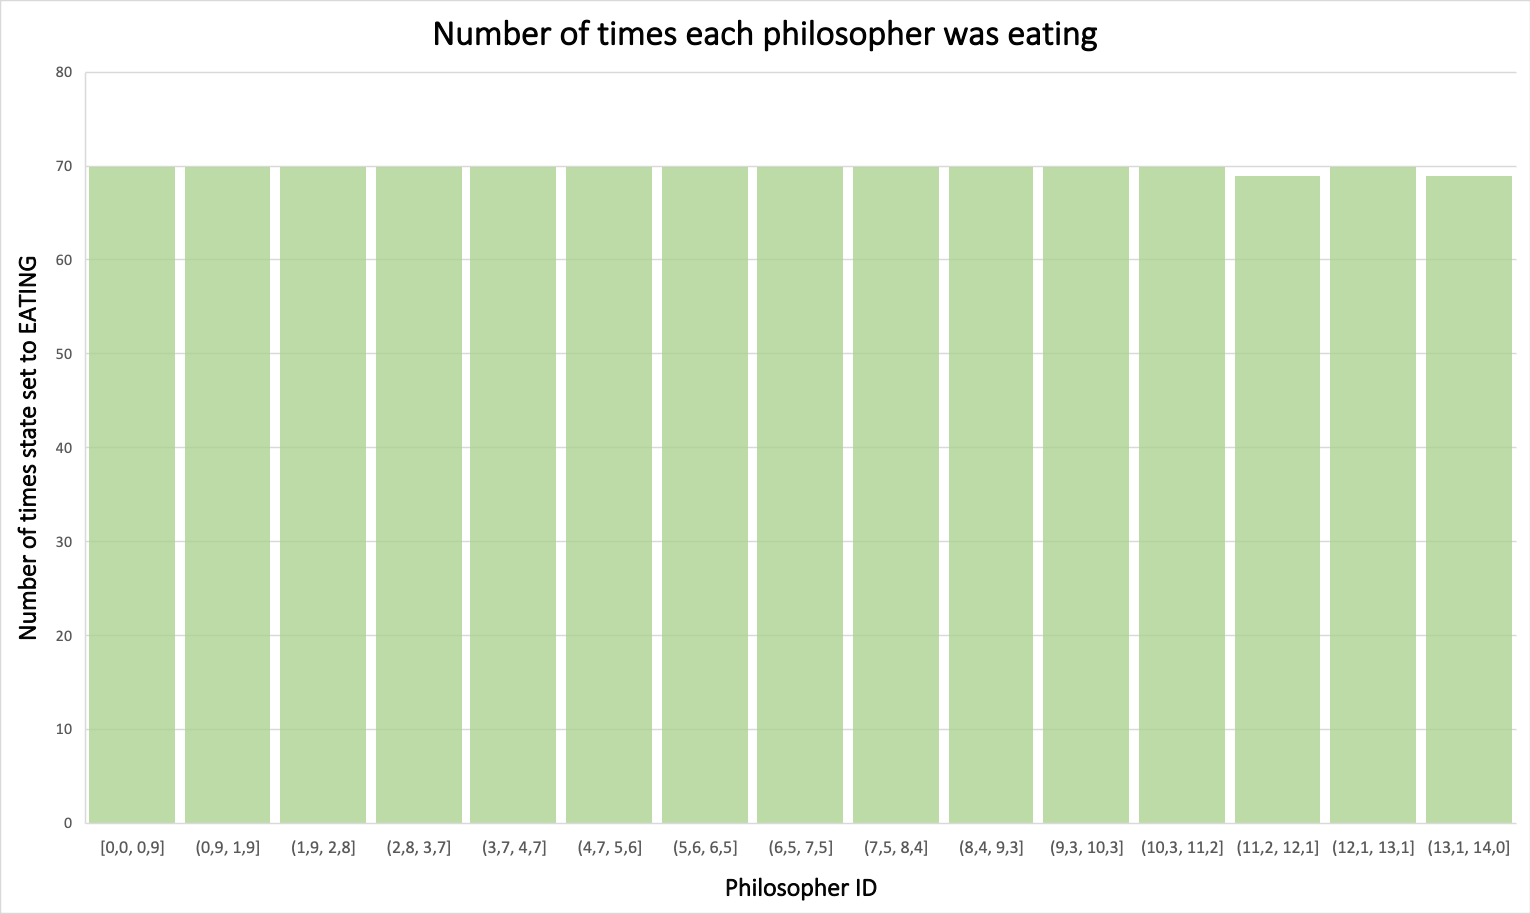 Number of times each philosopher was eating
80
70
60
50
40
30
20
10
0
Number of times state set to EATING
[0,0, 0,9] (0,9, 1,9] (1,9, 2,8] (2,8, 3,7] (3,7, 4,7] (4,7, 5,6] (5,6, 6,5] (6,5, 7,5] (7,5, 8,4] (8,4, 9,3] (9,3, 10,3] (10,3, 11,2] (11,2, 12,1] (12,1, 13,1] (13,1, 14,0]
Philosopher ID